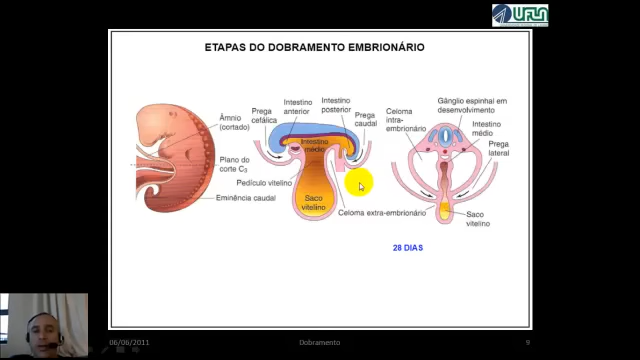 UFLA
ETAPAS DO DOBRAMENTO EMBRIONÁRIO
Âmnio
(cortado)
Plano do
corte C₃
Eminência caudal
Prega
cefálica
Intestino
anterior
Intestino
posterior
Prega
caudal
Intestino
médio
Pedículo vitelino
Saco
vitelino
Celoma extra-embrionário
Celoma
intra-
embrionário
Gânglio espinhal em
desenvolvimento
Intestino
médio
Prega
lateral
Saco
vitelino
28 DIAS
06/06/2011
Dobramento
9